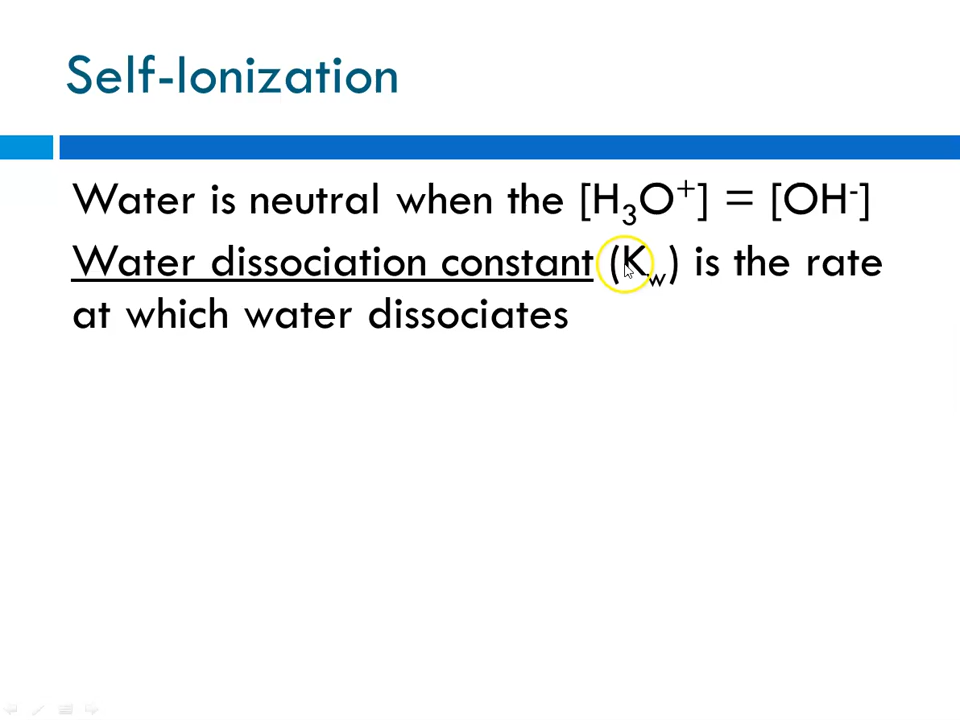 Self-Ionization
Water is neutral when the [H₃O⁺] = [OH⁻]
Water dissociation constant (K_w) is the rate
at which water dissociates